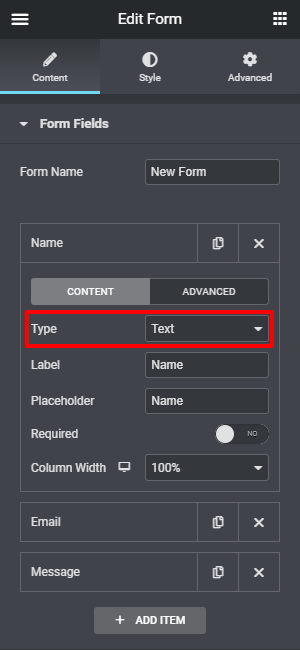 Edit Form
Content Style Advanced
Form Fields
Form Name New Form
Name
CONTENT ADVANCED
Type Text
Label Name
Placeholder Name
Required NO
Column Width 100%
Email
Message
+ ADD ITEM